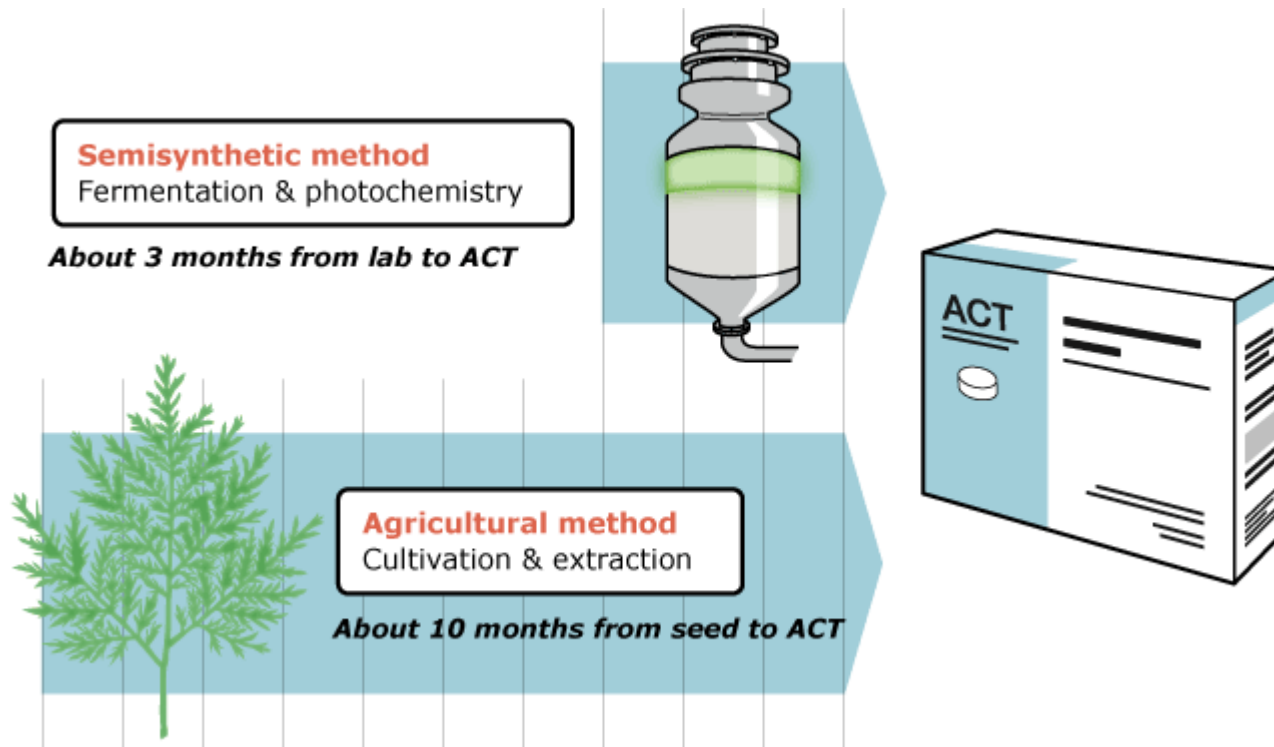 Semisynthetic method
Fermentation & photochemistry
About 3 months from lab to ACT
ACT
Agricultural method
Cultivation & extraction
About 10 months from seed to ACT